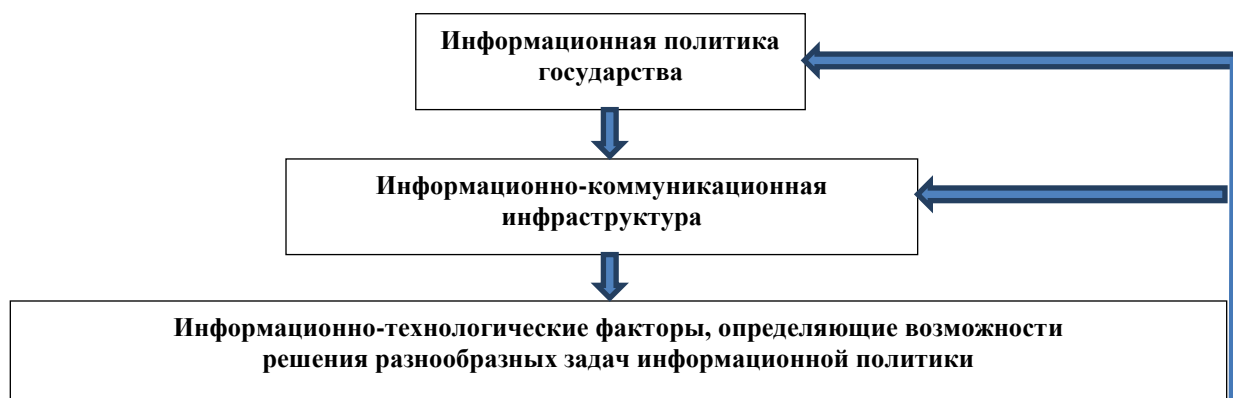 Информационная политика
государства
Информационно-коммуникационная
инфраструктура
Информационно-технологические факторы, определяющие возможности
решения разнообразных задач информационной политики